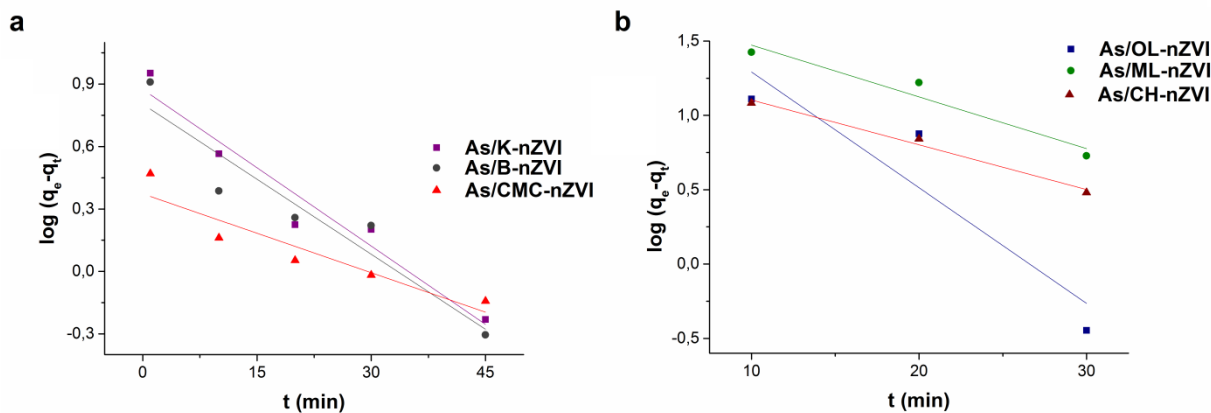 a
0,9
0,6
0,3
0,0
-0,3
log (qe-qt)
0
15
30
45
t (min)
As/K-nZVI
As/B-nZVI
As/CMC-nZVI
b
1,5
1,0
0,5
0,0
-0,5
log (qe-qt)
10
20
30
t (min)
As/OL-nZVI
As/ML-nZVI
As/CH-nZVI